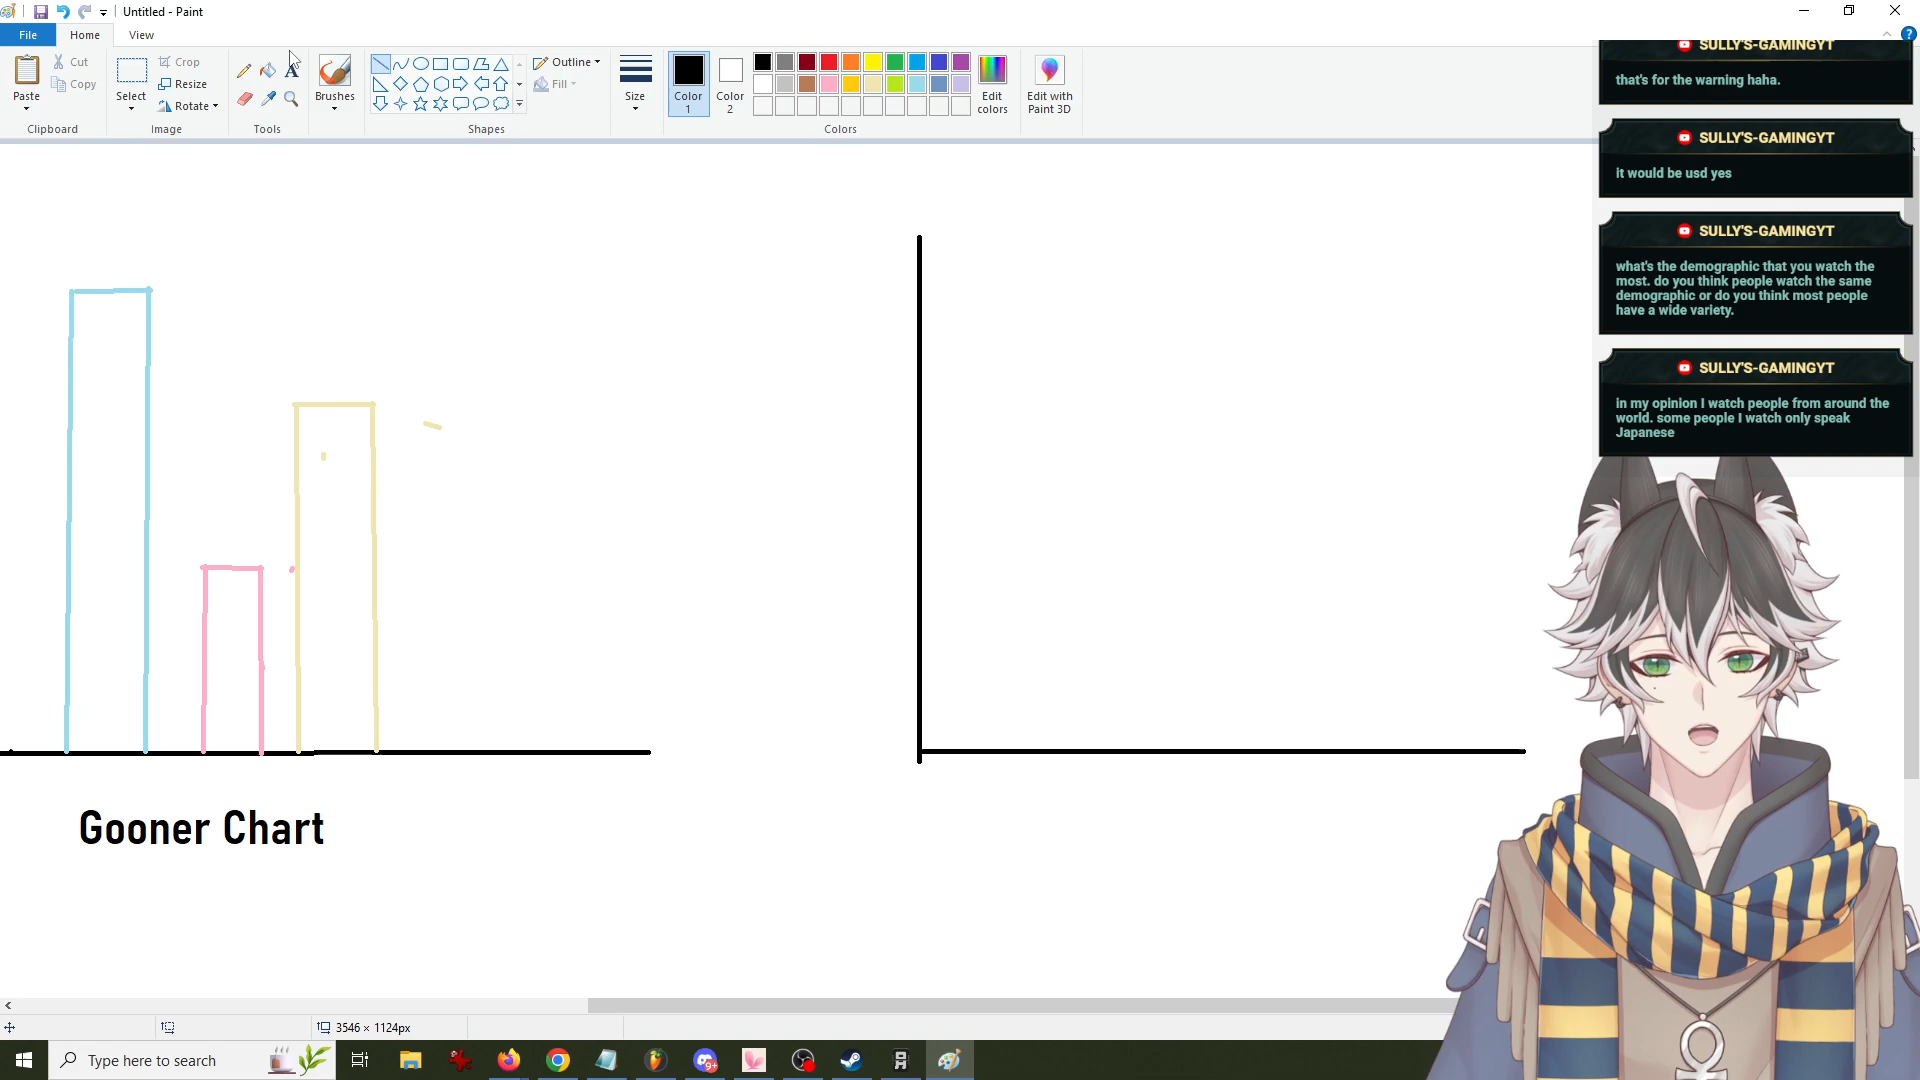 Untitled - Paint
File
Home
View
Paste
Cut
Copy
Clipboard
Select
Crop
Resize
Rotate
Image
A
Tools
Brushes
Outline
Fill
Shapes
Size
Color
1
Color
2
Edit
colors
Colors
Edit with
Paint 3D
?
SULLY'S-GAMINGYT
that's for the warning haha.
SULLY'S-GAMINGYT
it would be usd yes
SULLY'S-GAMINGYT
what's the demographic that you watch the
most. do you think people watch the same
demographic or do you think most people
have a wide variety.
SULLY'S-GAMINGYT
in my opinion I watch people from around the
world. some people I watch only speak
Japanese
Gooner Chart
3546 × 1124px
Type here to search
9+